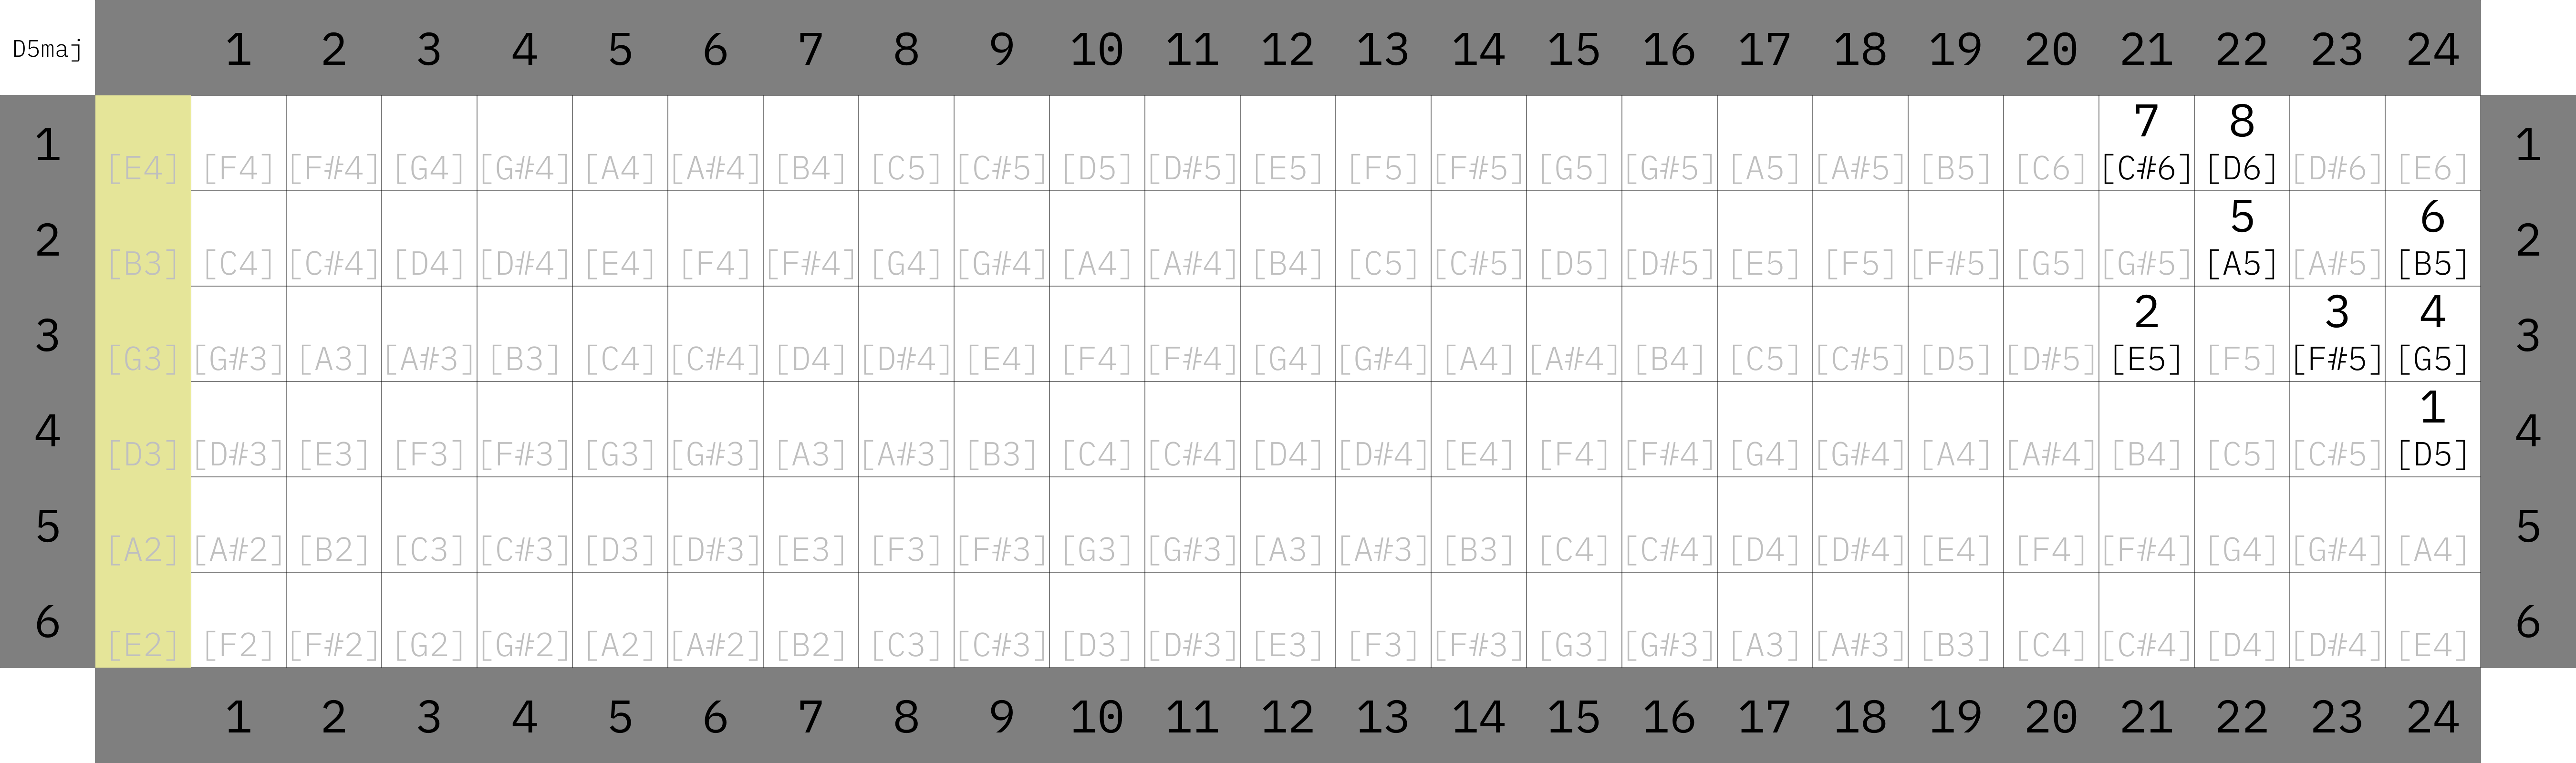 D5maj 1 2 3 4 5 6 7 8 9 10 11 12 13 14 15 16 17 18 19 20 21 22 23 24
7 8
1 [E4] [F4] [F#4] [G4] [G#4] [A4] [A#4] [B4] [C5] [C#5] [D5] [D#5] [E5] [F5] [F#5] [G5] [G#5] [A5] [A#5] [B5] [C6] [C#6] [D6] [D#6] [E6] 1
5 6
2 [B3] [C4] [C#4] [D4] [D#4] [E4] [F4] [F#4] [G4] [G#4] [A4] [A#4] [B4] [C5] [C#5] [D5] [D#5] [E5] [F5] [F#5] [G5] [G#5] [A5] [A#5] [B5] 2
2 3 4
3 [G3] [G#3] [A3] [A#3] [B3] [C4] [C#4] [D4] [D#4] [E4] [F4] [F#4] [G4] [G#4] [A4] [A#4] [B4] [C5] [C#5] [D5] [D#5] [E5] [F5] [F#5] [G5] 3
1
4 [D3] [D#3] [E3] [F3] [F#3] [G3] [G#3] [A3] [A#3] [B3] [C4] [C#4] [D4] [D#4] [E4] [F4] [F#4] [G4] [G#4] [A4] [A#4] [B4] [C5] [C#5] [D5] 4
5 [A2] [A#2] [B2] [C3] [C#3] [D3] [D#3] [E3] [F3] [F#3] [G3] [G#3] [A3] [A#3] [B3] [C4] [C#4] [D4] [D#4] [E4] [F4] [F#4] [G4] [G#4] [A4] 5
6 [E2] [F2] [F#2] [G2] [G#2] [A2] [A#2] [B2] [C3] [C#3] [D3] [D#3] [E3] [F3] [F#3] [G3] [G#3] [A3] [A#3] [B3] [C4] [C#4] [D4] [D#4] [E4] 6
1 2 3 4 5 6 7 8 9 10 11 12 13 14 15 16 17 18 19 20 21 22 23 24